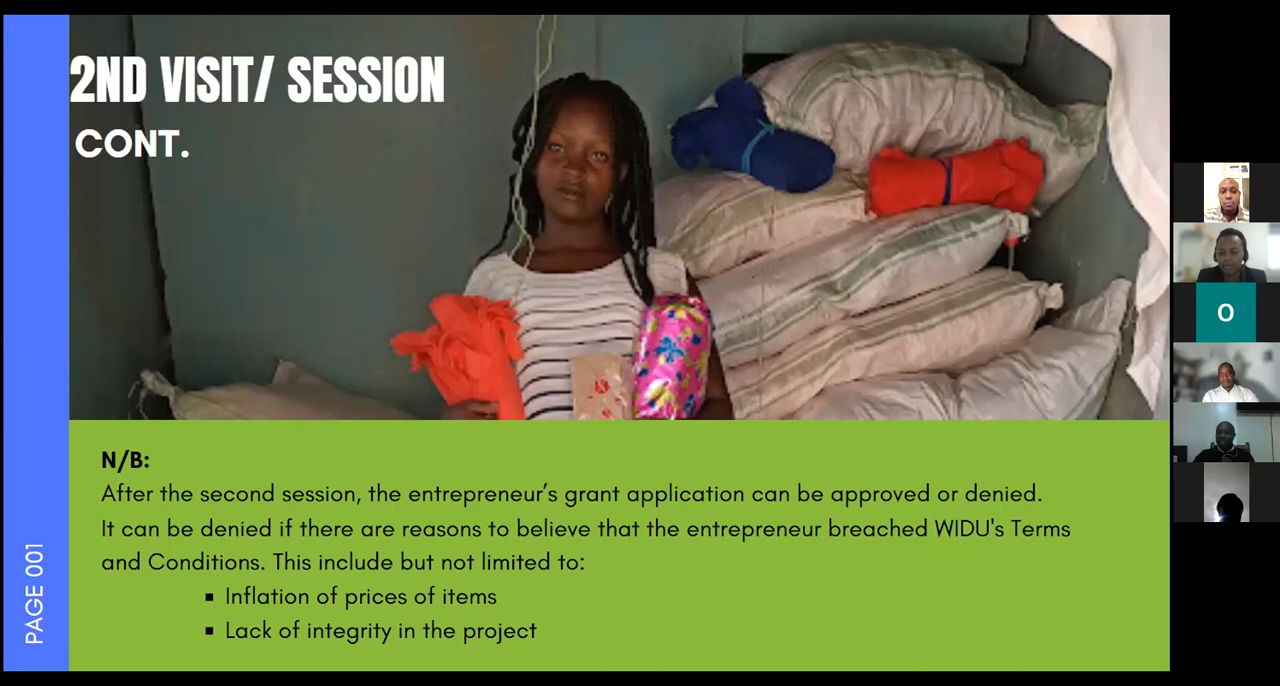 2ND VISIT/ SESSION
CONT.
N/B:
After the second session, the entrepreneur's grant application can be approved or denied.
It can be denied if there are reasons to believe that the entrepreneur breached WIDU's Terms
and Conditions. This include but not limited to:
▪ Inflation of prices of items
▪ Lack of integrity in the project
PAGE 001
O